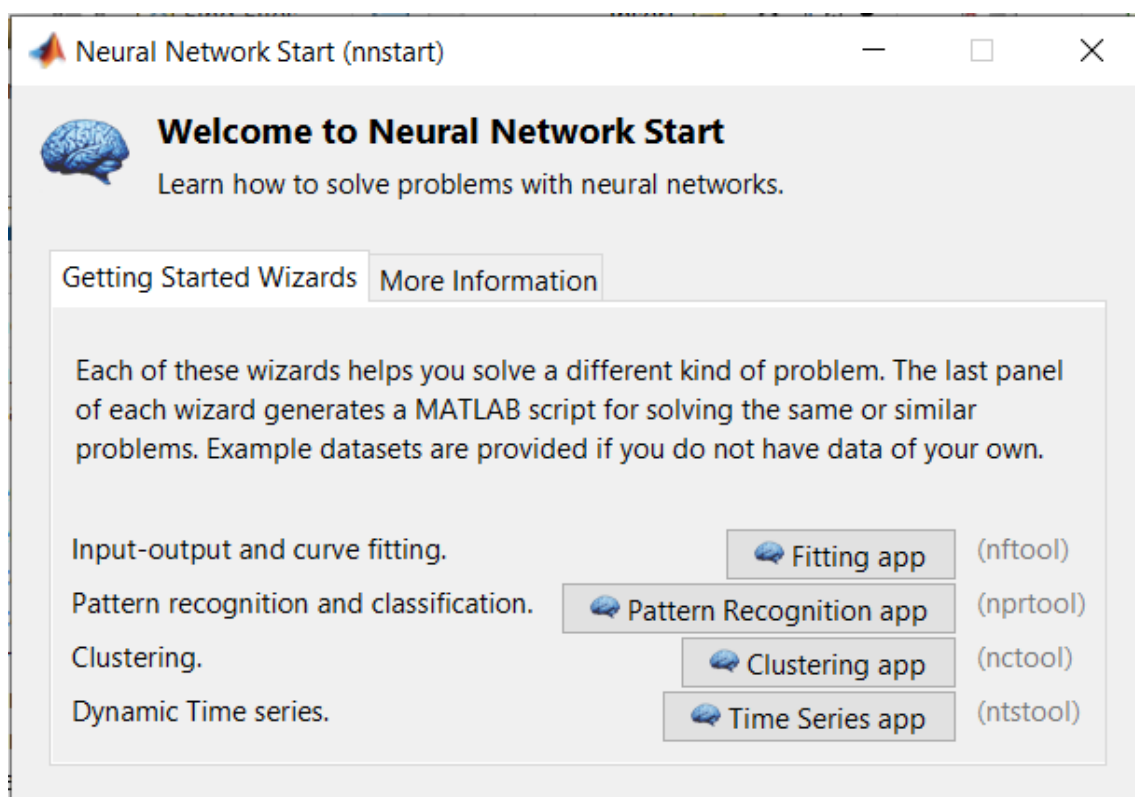 Neural Network Start (nnstart)
Welcome to Neural Network Start
Learn how to solve problems with neural networks.
Getting Started Wizards More Information
Each of these wizards helps you solve a different kind of problem. The last panel
of each wizard generates a MATLAB script for solving the same or similar
problems. Example datasets are provided if you do not have data of your own.
Input-output and curve fitting. Fitting app (nftool)
Pattern recognition and classification. Pattern Recognition app (nprtool)
Clustering. Clustering app (nctool)
Dynamic Time series. Time Series app (ntstool)